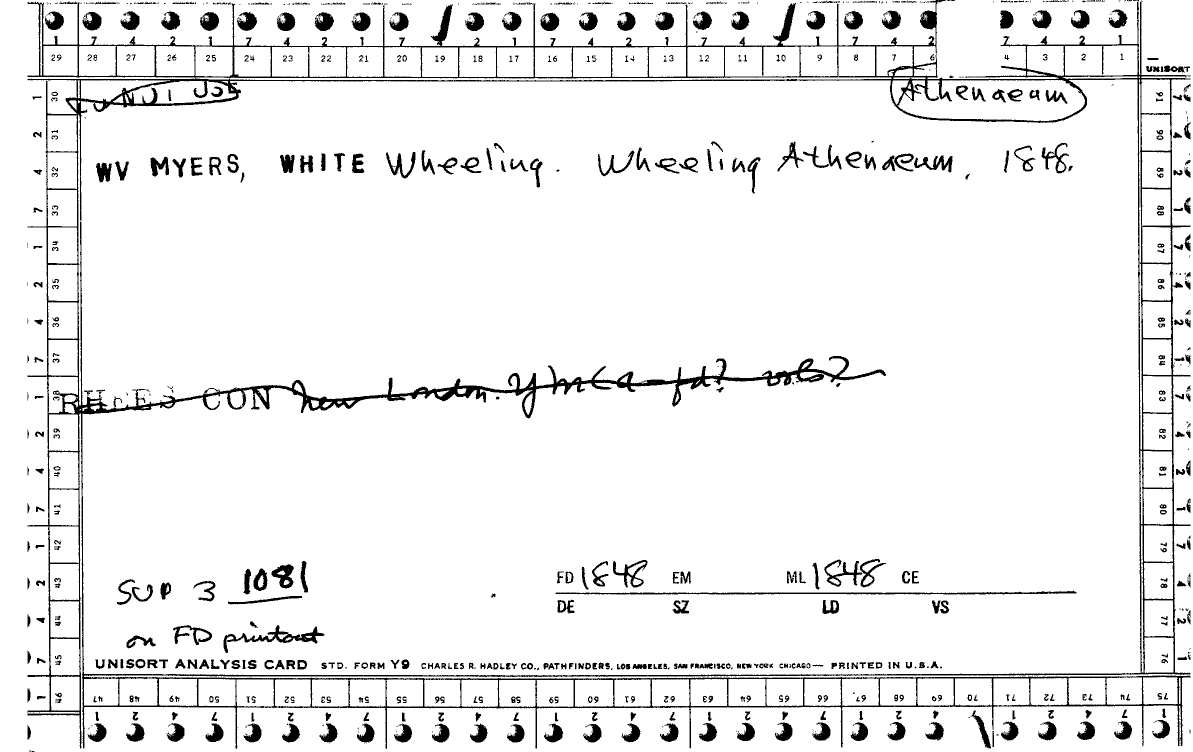 1 7 4 2 1 7 4 2 1 7 2 1 7 4 2 1 7 2 1 7 4 2 7 4 2 1
29 28 27 26 25 24 23 22 21 20 19 18 17 16 15 14 13 12 11 10 9 8 7 6 4 3 2 1
UNISORT
Athenaeum
WV MYERS, WHITE Wheeling. Wheeling Athenaeum, 1848.
RHEES CON New London. YMCA - fd? vols?
SUP 3 1081
on FD printout
FD 1848 EM ML 1848 CE
DE SZ LD VS
UNISORT ANALYSIS CARD STD. FORM Y9 CHARLES R. HADLEY CO., PATHFINDERS, LOS ANGELES, SAN FRANCISCO, NEW YORK CHICAGO — PRINTED IN U.S.A.
1 30
2 31
4 32
7 33
1 34
2 35
4 36
7 37
1 38
2 39
4 40
7 41
1 42
2 43
4 44
7 45
1 46
91
90
89
88
87
86
85
84
83
82
81
80
79
78
77
76
47 48 49 50 51 52 53 54 55 56 57 58 59 60 61 62 63 64 65 66 67 68 69 70 71 72 73 74 75
1 2 4 7 1 2 4 7 1 2 4 7 1 2 4 7 1 2 4 7 1 2 4 1 2 4 7 1